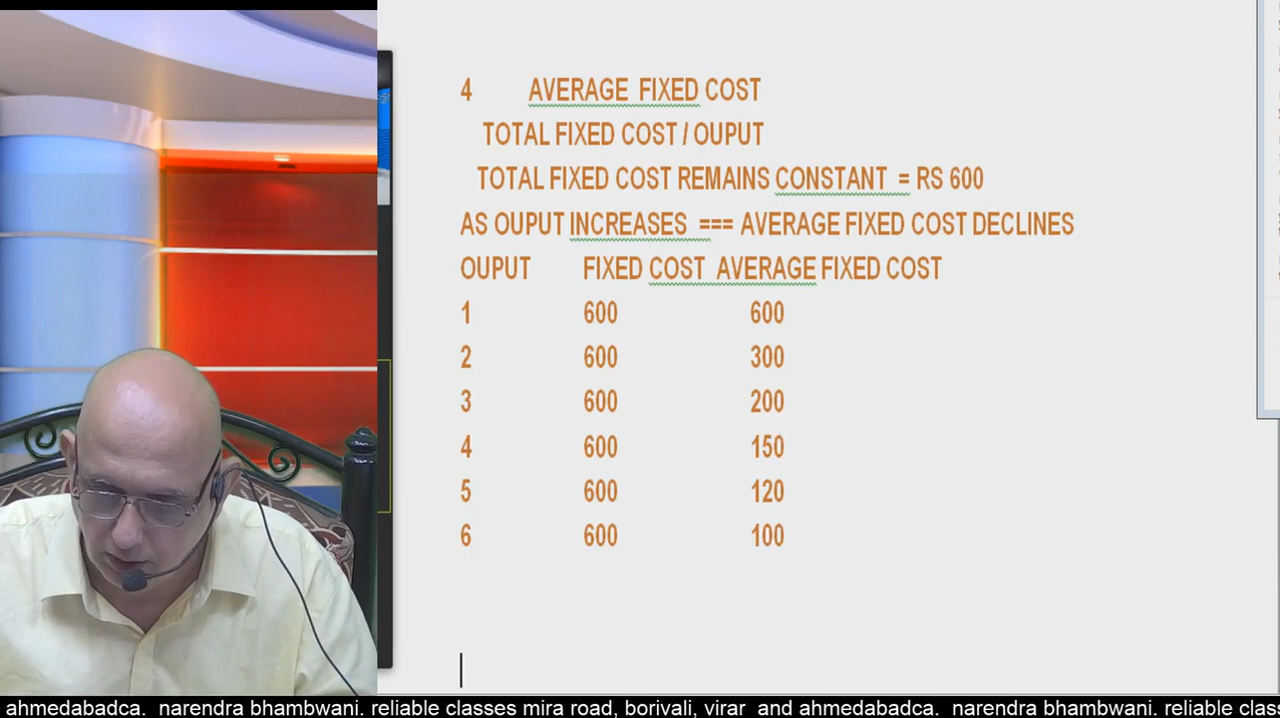 4 AVERAGE FIXED COST
TOTAL FIXED COST / OUPUT
TOTAL FIXED COST REMAINS CONSTANT = RS 600
AS OUPUT INCREASES === AVERAGE FIXED COST DECLINES
OUPUT FIXED COST AVERAGE FIXED COST
1 600 600
2 600 300
3 600 200
4 600 150
5 600 120
6 600 100
ahmedabadca. narendra bhambwani. reliable classes mira road, borivali, virar and ahmedabadca. narendra bhambwani. reliable clas